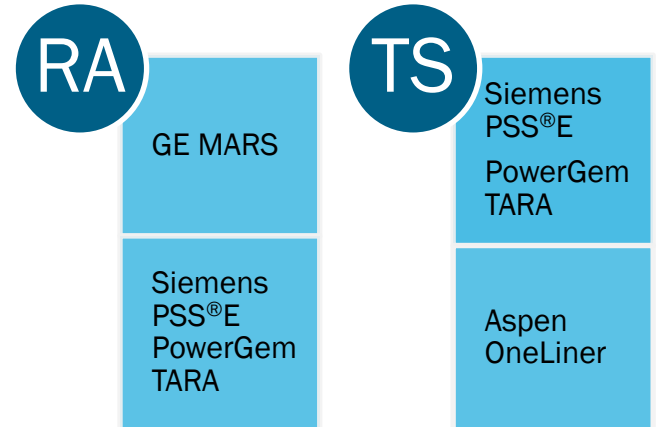 RA
GE MARS
Siemens
PSS®E
PowerGem
TARA
TS
Siemens
PSS®E
PowerGem
TARA
Aspen
OneLiner